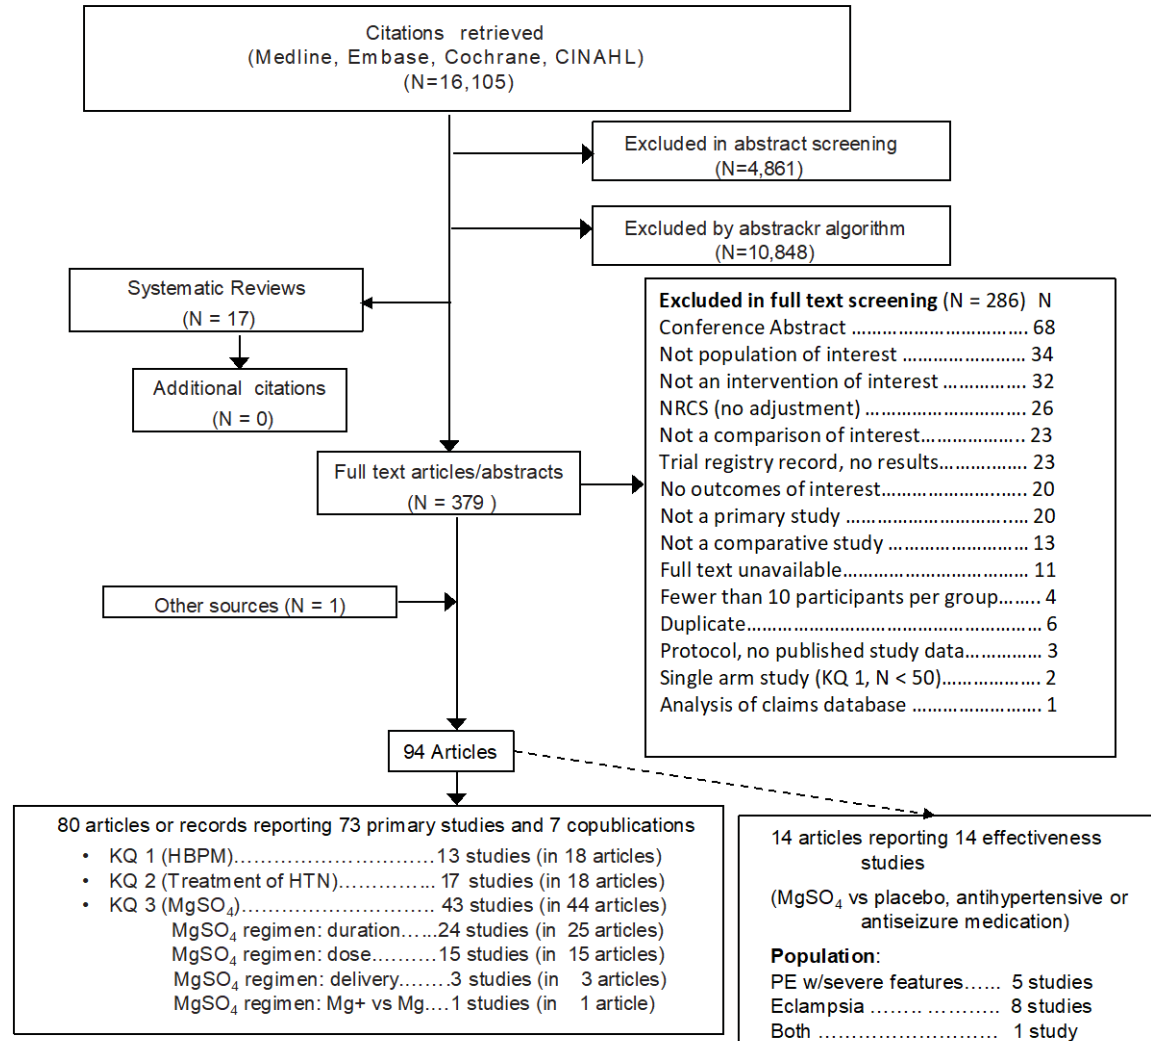 Citations retrieved
(Medline, Embase, Cochrane, CINAHL)
(N=16,105)
Excluded in abstract screening
(N=4,861)
Excluded by abstrackr algorithm
(N=10,848)
Systematic Reviews
(N = 17)
Additional citations
(N = 0)
Full text articles/abstracts
(N = 379 )
Excluded in full text screening (N = 286) N
Conference Abstract ……………………………. 68
Not population of interest …………………… 34
Not an intervention of interest ……………. 32
NRCS (no adjustment) ………………………… 26
Not a comparison of interest……………….. 23
Trial registry record, no results…………….. 23
No outcomes of interest……………………... 20
Not a primary study …………………………….. 20
Not a comparative study ……………………… 13
Full text unavailable…………………………… 11
Fewer than 10 participants per group…….. 4
Duplicate…………………………………………… 6
Protocol, no published study data…………. 3
Single arm study (KQ 1, N < 50)……………… 2
Analysis of claims database …………………. 1
Other sources (N = 1)
94 Articles
80 articles or records reporting 73 primary studies and 7 copublications
• KQ 1 (HBPM)…………………………13 studies (in 18 articles)
• KQ 2 (Treatment of HTN)…………… 17 studies (in 18 articles)
• KQ 3 (MgSO₄)……………………….. 43 studies (in 44 articles)
MgSO₄ regimen: duration…...24 studies (in 25 articles)
MgSO₄ regimen: dose……….15 studies (in 15 articles)
MgSO₄ regimen: delivery……..3 studies (in 3 articles)
MgSO₄ regimen: Mg+ vs Mg….1 studies (in 1 article)
14 articles reporting 14 effectiveness
studies
(MgSO₄ vs placebo, antihypertensive or
antiseizure medication)
Population:
PE w/severe features…... 5 studies
Eclampsia …….. ……….. 8 studies
Both ……………………… 1 study